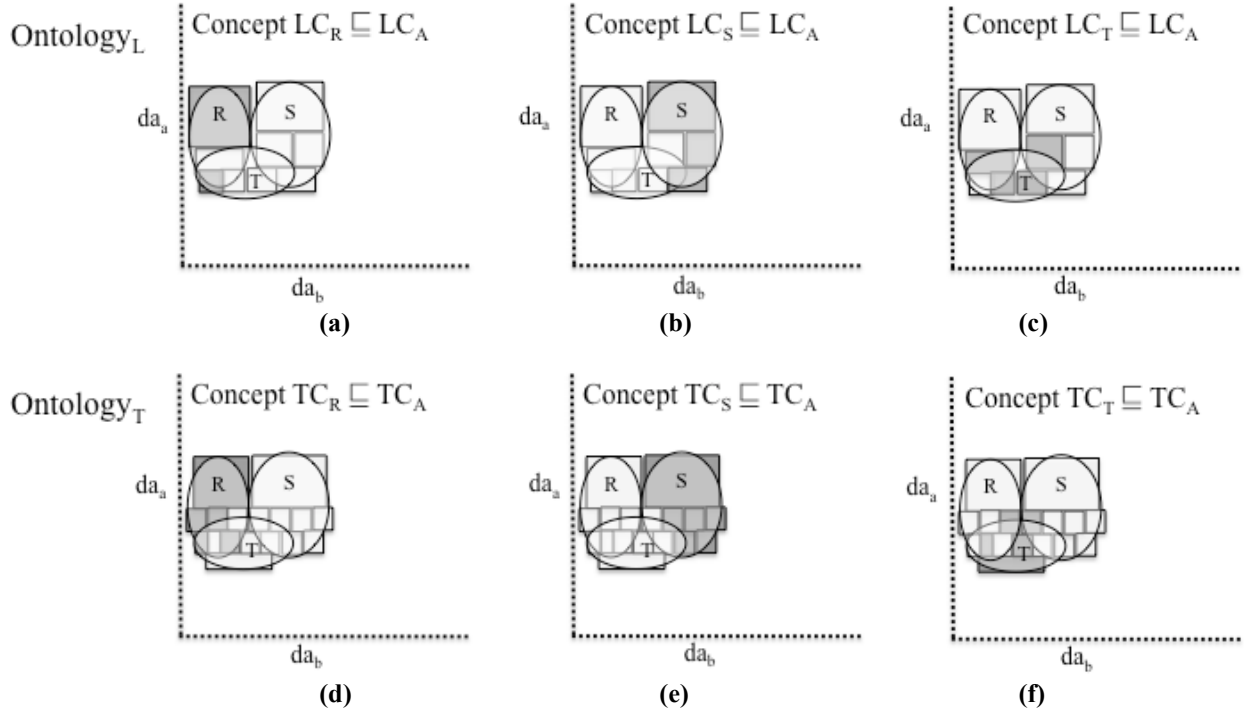 Ontology_L
Concept LC_R ⊑ LC_A
Concept LC_S ⊑ LC_A
Concept LC_T ⊑ LC_A
da_a
R
S
T
da_a
R
S
T
da_a
R
S
T
da_b
da_b
da_b
(a)
(b)
(c)
Ontology_T
Concept TC_R ⊑ TC_A
Concept TC_S ⊑ TC_A
Concept TC_T ⊑ TC_A
da_a
R
S
T
da_a
R
S
T
da_a
R
S
T
da_b
da_b
da_b
(d)
(e)
(f)